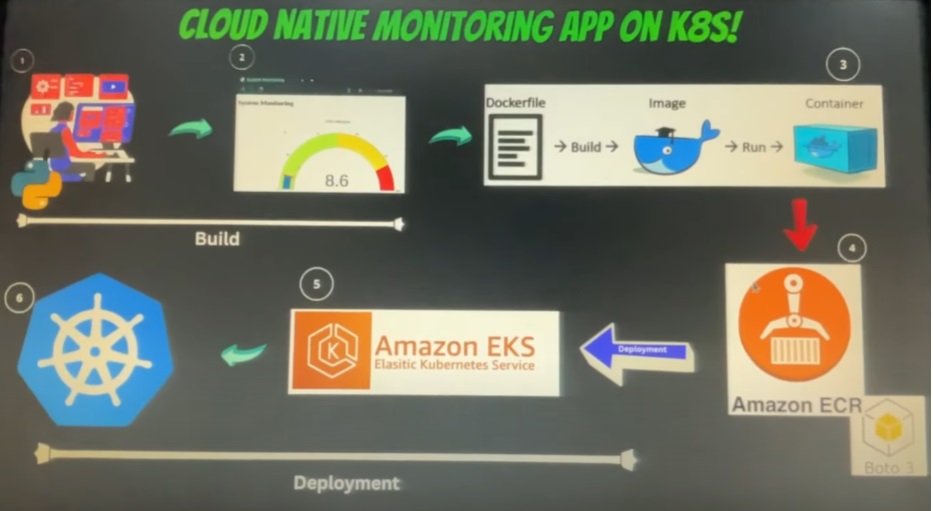 CLOUD NATIVE MONITORING APP ON K8S!
1
2
System Monitoring
8.6
3
Dockerfile
Image
Container
→ Build →
→ Run →
Build
4
Amazon ECR
Boto 3
Deployment
5
Amazon EKS
Elasitic Kubernetes Service
6
Deployment